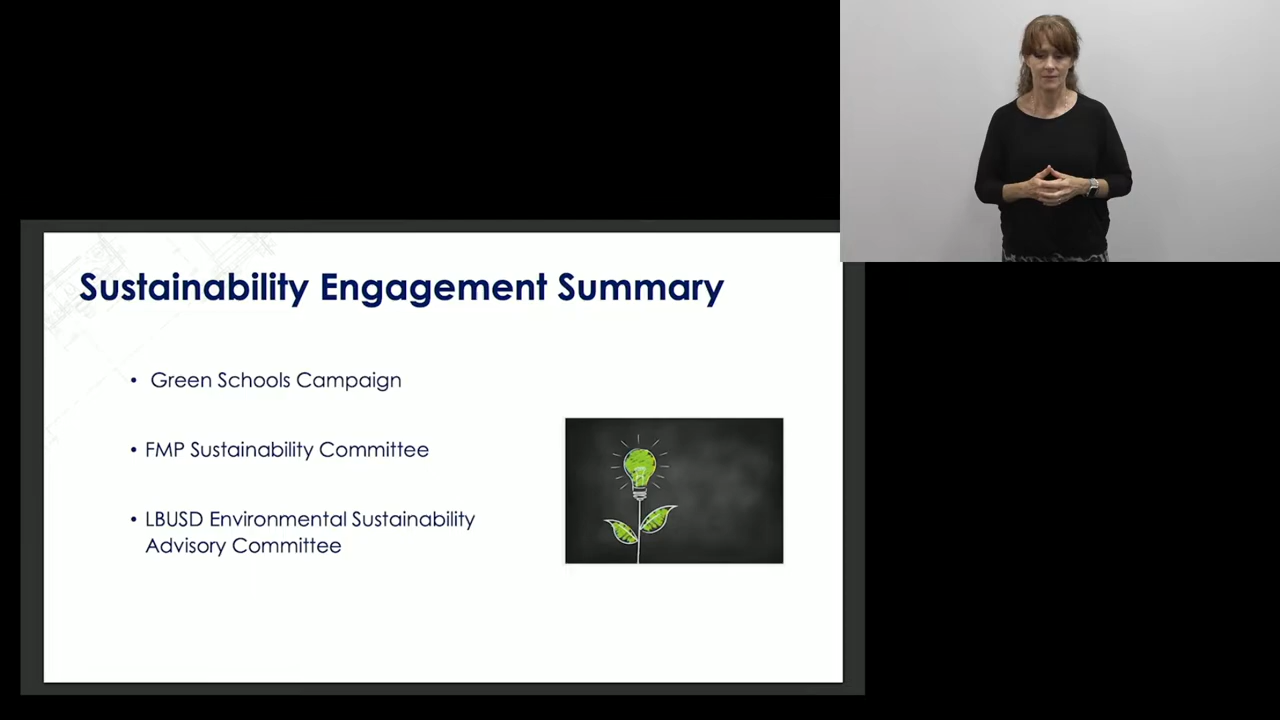 Sustainability Engagement Summary
• Green Schools Campaign
• FMP Sustainability Committee
• LBUSD Environmental Sustainability
Advisory Committee